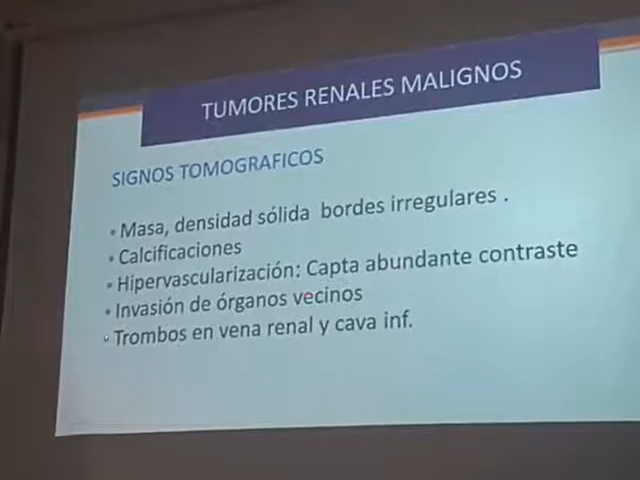 TUMORES RENALES MALIGNOS
SIGNOS TOMOGRAFICOS
• Masa, densidad sólida bordes irregulares .
• Calcificaciones
• Hipervascularización: Capta abundante contraste
• Invasión de órganos vecinos
• Trombos en vena renal y cava inf.